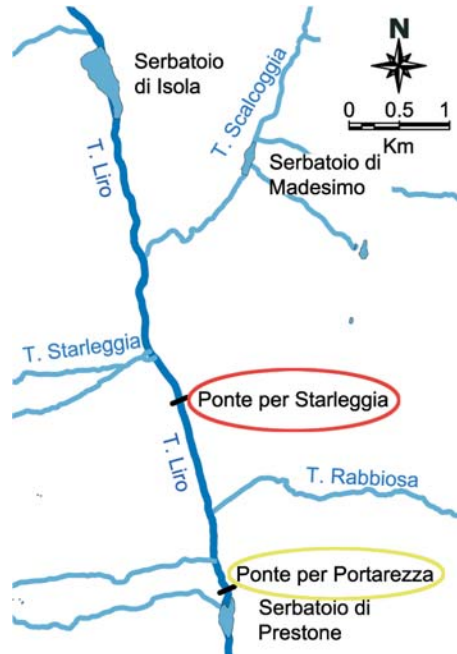 Serbatoio
di Isola
N
0 0.5 1
Km
T. Scalcoggia
T. Liro
Serbatoio di
Madesimo
T. Starleggia
Ponte per Starleggia
T. Liro
T. Rabbiosa
Ponte per Portarezza
Serbatoio di
Prestone